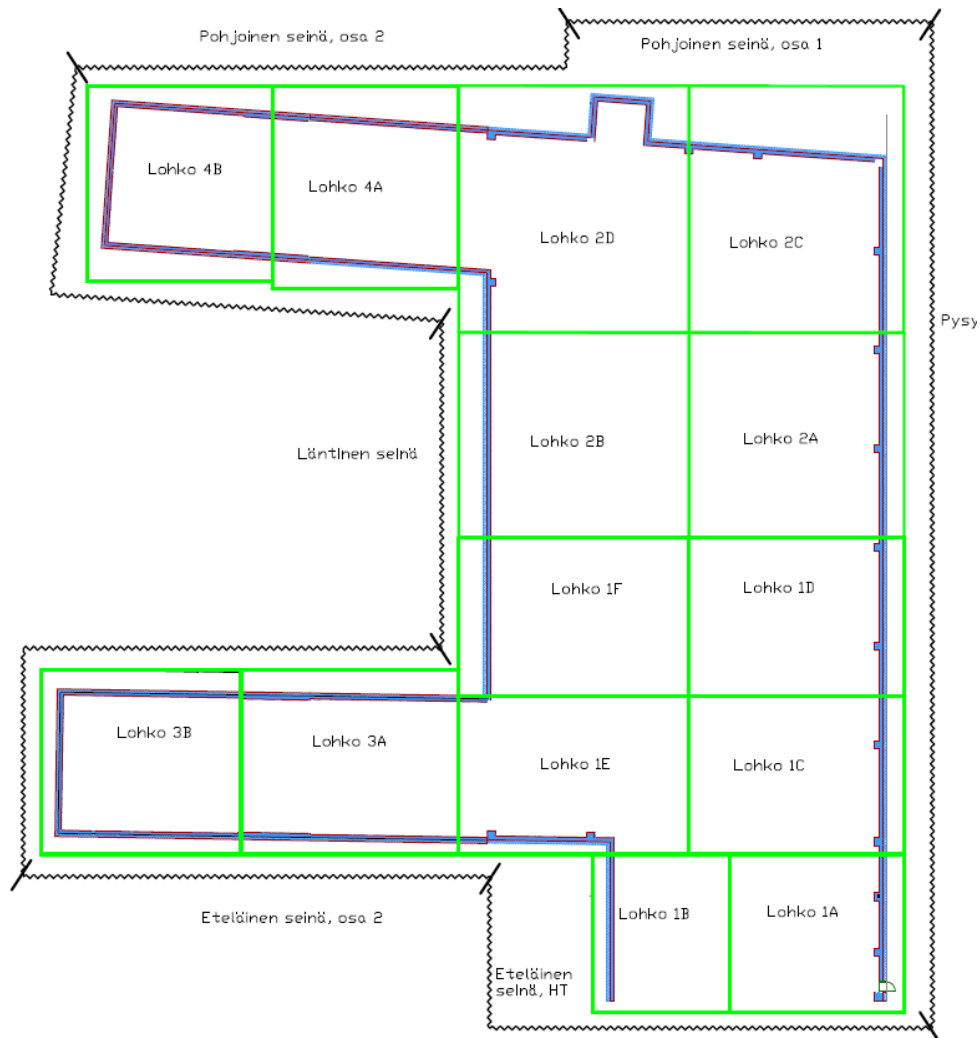 Pohjoinen seinä, osa 2
Pohjoinen seinä, osa 1
Lohko 4B
Lohko 4A
Lohko 2D
Lohko 2C
Pysy
Läntinen seinä
Lohko 2B
Lohko 2A
Lohko 1F
Lohko 1D
Lohko 3B
Lohko 3A
Lohko 1E
Lohko 1C
Eteläinen seinä, osa 2
Lohko 1B
Lohko 1A
Eteläinen
seinä, HT